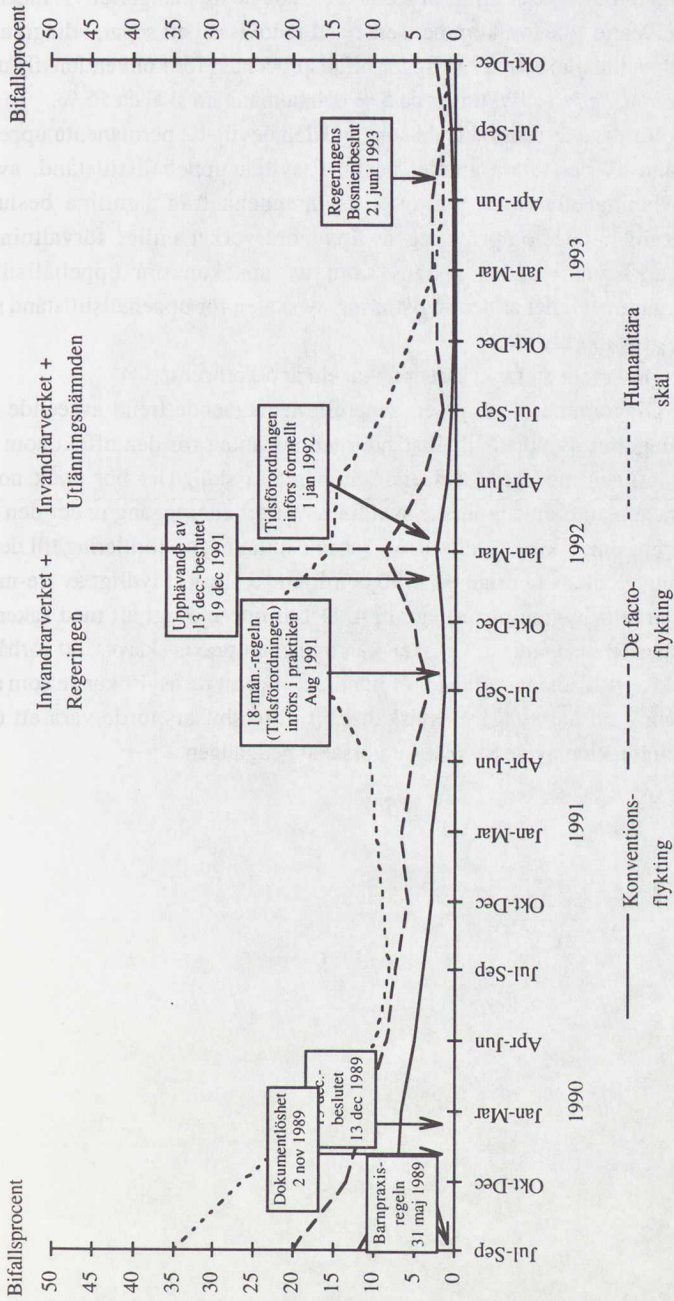 Bifallsprocent
50
45
40
35
30
25
20
15
10
5
0
Invandrarverket +
Regeringen
Invandrarverket +
Utlänningsnämnden
Bifallsprocent
50
45
40
35
30
25
20
15
10
5
0
Dokumentlöshet
2 nov 1989
beslutet
13 dec 1989
Barnpraxis-
regeln
31 maj 1989
"18-mån."-regeln
(Tidsförordningen)
införs i praktiken
Aug 1991
Upphävande av
13 dec. beslutet
19 dec 1991
Tidsförordningen
införs formellt
jan 1992
Regeringens
Bosnienbeslut
21 juni 1993
Jul-Sep
Okt-Dec
Jan-Mar
Apr-Jun
Jul-Sep
Okt-Dec
Jan-Mar
Apr-Jun
Jul-Sep
Okt-Dec
Jan-Mar
Apr-Jun
Jul-Sep
Okt-Dec
Jan-Mar
Apr-Jun
Jul-Sep
Okt-Dec
1990
1991
1992
1993
Konventions-
flykting
De facto-
flykting
Humanitära
skäl